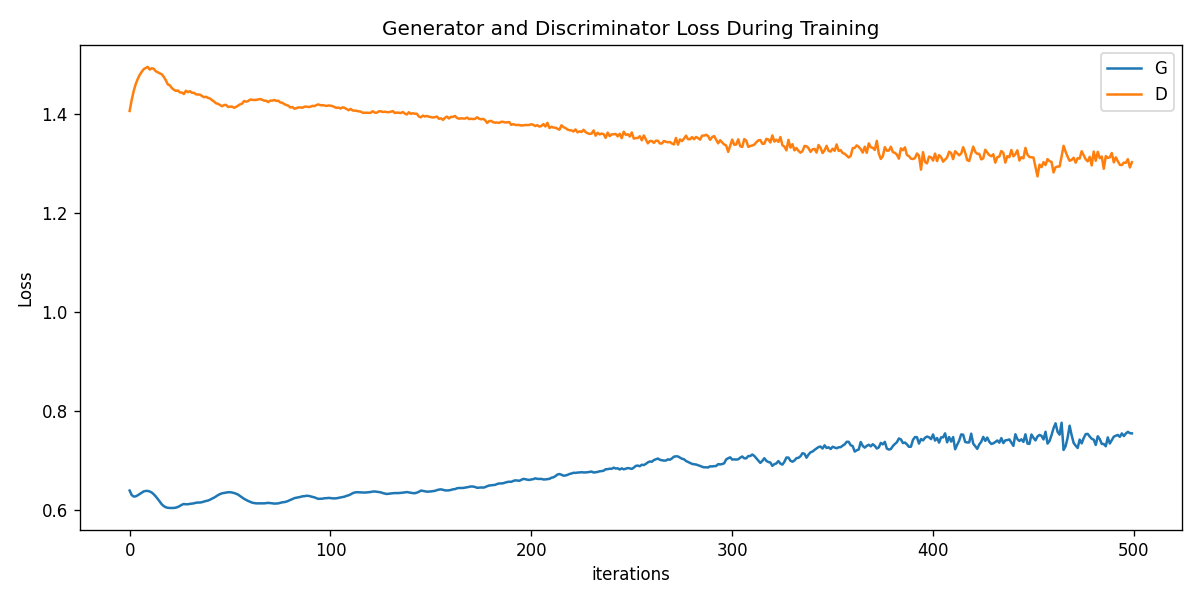 Generator and Discriminator Loss During Training
G
D
Loss
1.4
1.2
1.0
0.8
0.6
0 100 200 300 400 500
iterations